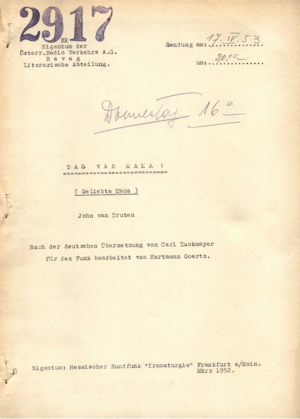 2917
Eigentum der
Österr.Radio Verkehrs A.G.
R a v a g
Literarische Abteilung.
Sendung am: 17. IV. 53
um: 2015
Donnerstag 16°
DAS WAR MAMA !
( Geliebte Mama )
John van Druten
Nach der deutschen Übersetzung von Carl Zuckmayer
für den Funk bearbeitet von Hartmann Goertz.
Eigentum: Hessischer Rundfunk "Dramaturgie" Frankfurt a/Main.
März 1952.